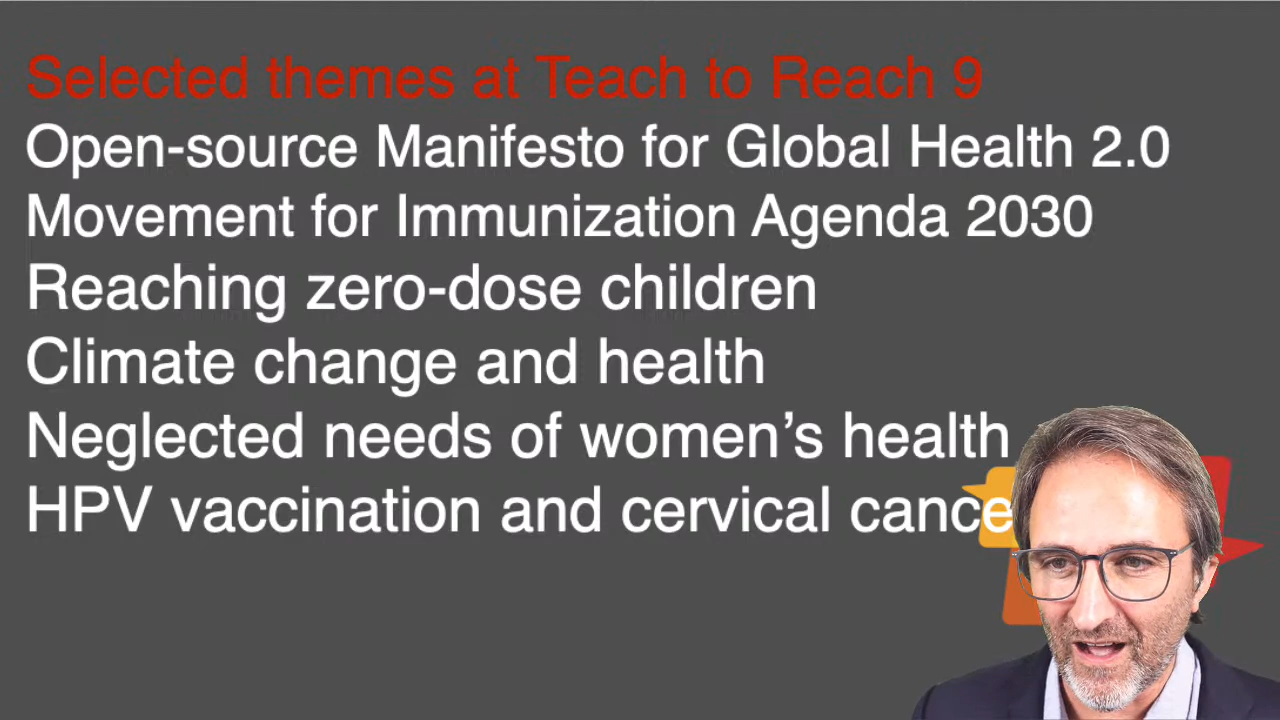 Selected themes at Teach to Reach 9
Open-source Manifesto for Global Health 2.0
Movement for Immunization Agenda 2030
Reaching zero-dose children
Climate change and health
Neglected needs of women’s health
HPV vaccination and cervical cance